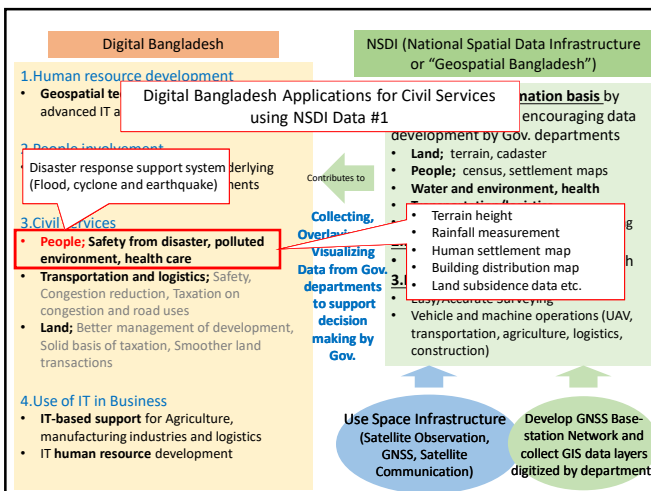 Digital Bangladesh
1.Human resource development
• Geospatial te
advanced IT a
2.People involvement
Disaster response support system
(Flood, cyclone and earthquake)
derlying
ments
3.Civil Services
• People; Safety from disaster, polluted
environment, health care
• Transportation and logistics; Safety,
Congestion reduction, Taxation on
congestion and road uses
• Land; Better management of development,
Solid basis of taxation, Smoother land
transactions
4.Use of IT in Business
• IT-based support for Agriculture,
manufacturing industries and logistics
• IT human resource development
Digital Bangladesh Applications for Civil Services
using NSDI Data #1
Contributes to
Collecting,
Overlaying
Visualizing
Data from Gov.
departments
to support
decision
making by
Gov.
NSDI (National Spatial Data Infrastructure
or “Geospatial Bangladesh”)
mation basis by
encouraging data
development by Gov. departments
• Land; terrain, cadaster
• People; census, settlement maps
• Water and environment, health
• Terrain height
• Rainfall measurement
• Human settlement map
• Building distribution map
• Land subsidence data etc.
3.
• Easy/Accurate Surveying
• Vehicle and machine operations (UAV,
transportation, agriculture, logistics,
construction)
Use Space Infrastructure
(Satellite Observation,
GNSS, Satellite
Communication)
Develop GNSS Base-
station Network and
collect GIS data layers
digitized by department